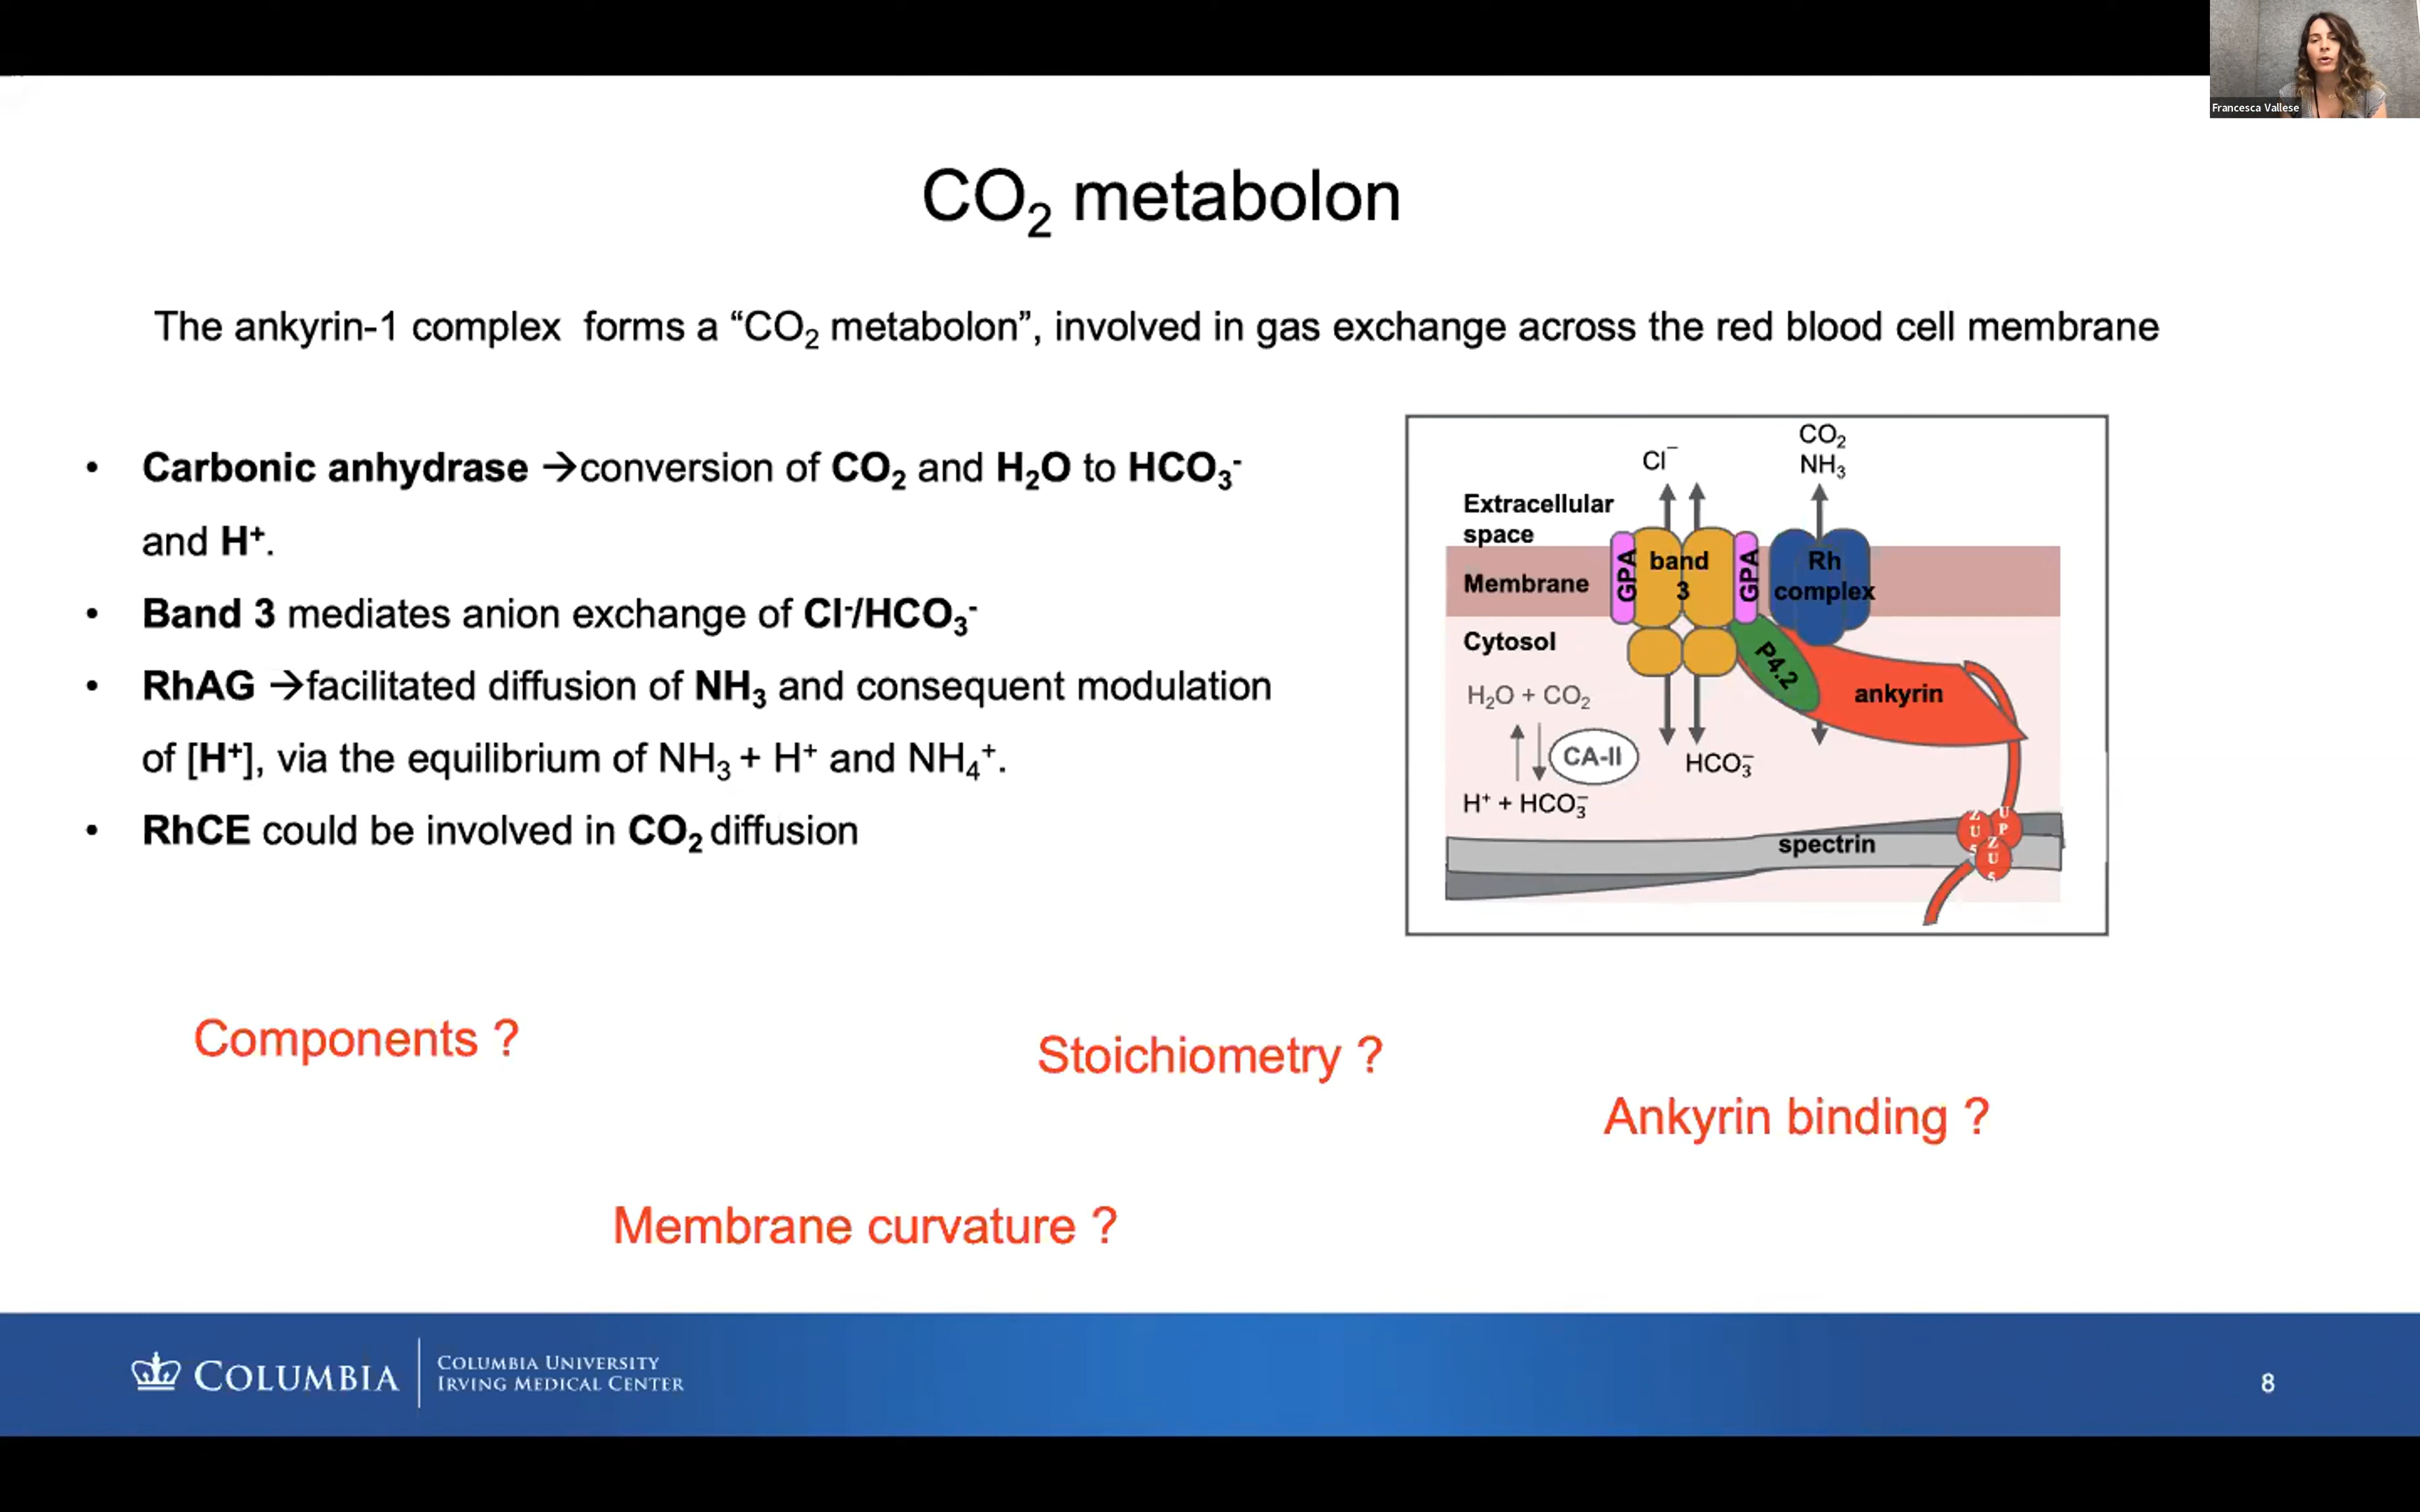 Francesca Vallese
CO₂ metabolon
The ankyrin-1 complex forms a “CO₂ metabolon”, involved in gas exchange across the red blood cell membrane
• Carbonic anhydrase →conversion of CO₂ and H₂O to HCO₃⁻
and H⁺.
• Band 3 mediates anion exchange of Cl⁻/HCO₃⁻
• RhAG →facilitated diffusion of NH₃ and consequent modulation
of [H⁺], via the equilibrium of NH₃ + H⁺ and NH₄⁺.
• RhCE could be involved in CO₂ diffusion
CO₂
NH₃
Cl⁻
Extracellular
space
Membrane
GPA
band
3
GPA
Rh
complex
Cytosol
P4.2
ankyrin
H₂O + CO₂
CA-II
HCO₃⁻
H⁺ + HCO₃⁻
spectrin
ZU5
UP
ZU5
Components ?
Stoichiometry ?
Ankyrin binding ?
Membrane curvature ?
COLUMBIA
COLUMBIA UNIVERSITY
IRVING MEDICAL CENTER
8